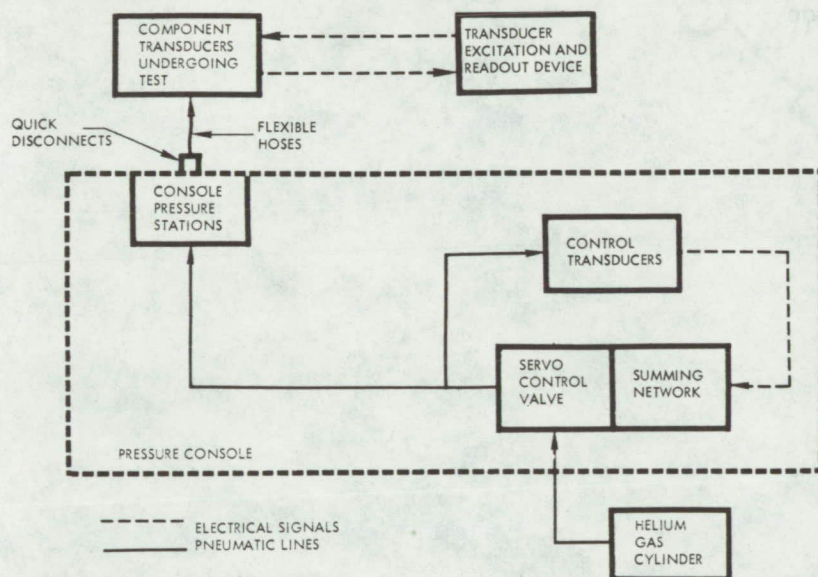 COMPONENT
TRANSDUCERS
UNDERGOING
TEST
TRANSDUCER
EXCITATION AND
READOUT DEVICE
QUICK
DISCONNECTS
FLEXIBLE
HOSES
CONSOLE
PRESSURE
STATIONS
CONTROL
TRANSDUCERS
SERVO
CONTROL
VALVE
SUMMING
NETWORK
PRESSURE CONSOLE
ELECTRICAL SIGNALS
PNEUMATIC LINES
HELIUM
GAS
CYLINDER